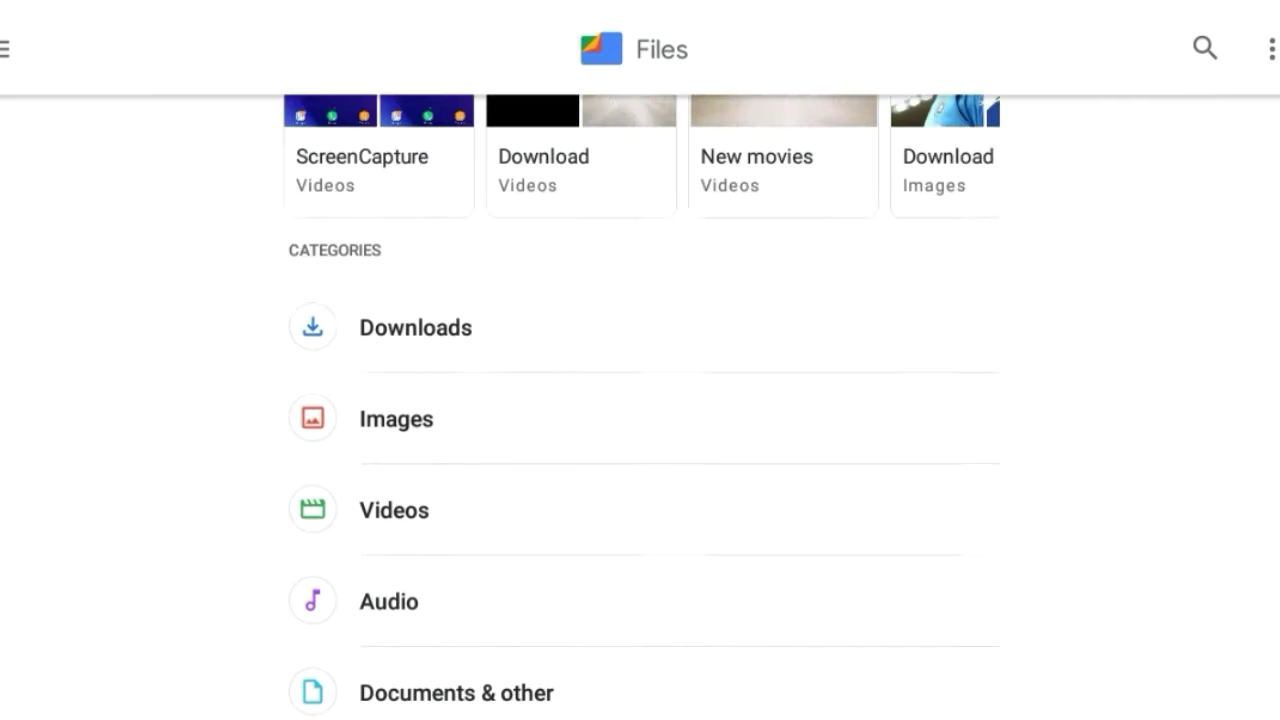 Files
ScreenCapture Download New movies Download
Videos Videos Videos Images
CATEGORIES
Downloads
Images
Videos
Audio
Documents & other